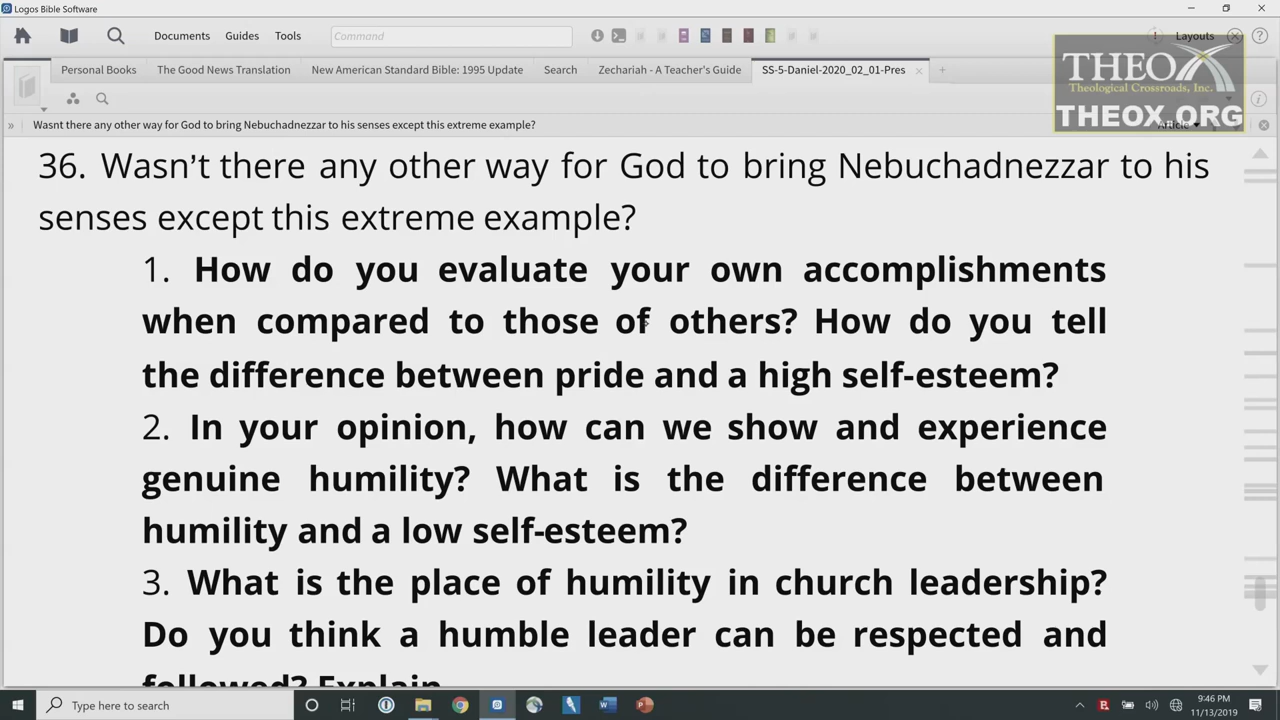 Logos Bible Software
Documents Guides Tools Command Layouts
THEOX
Theological Crossroads, Inc.
THEOX.ORG
Personal Books The Good News Translation New American Standard Bible: 1995 Update Search Zechariah - A Teacher's Guide SS-5-Daniel-2020_02_01-Pres
Wasnt there any other way for God to bring Nebuchadnezzar to his senses except this extreme example? Article
36. Wasn't there any other way for God to bring Nebuchadnezzar to his
senses except this extreme example?
1. How do you evaluate your own accomplishments
when compared to those of others? How do you tell
the difference between pride and a high self-esteem?
2. In your opinion, how can we show and experience
genuine humility? What is the difference between
humility and a low self-esteem?
3. What is the place of humility in church leadership?
Do you think a humble leader can be respected and
followed? Explain
Type here to search
9:46 PM
11/13/2019